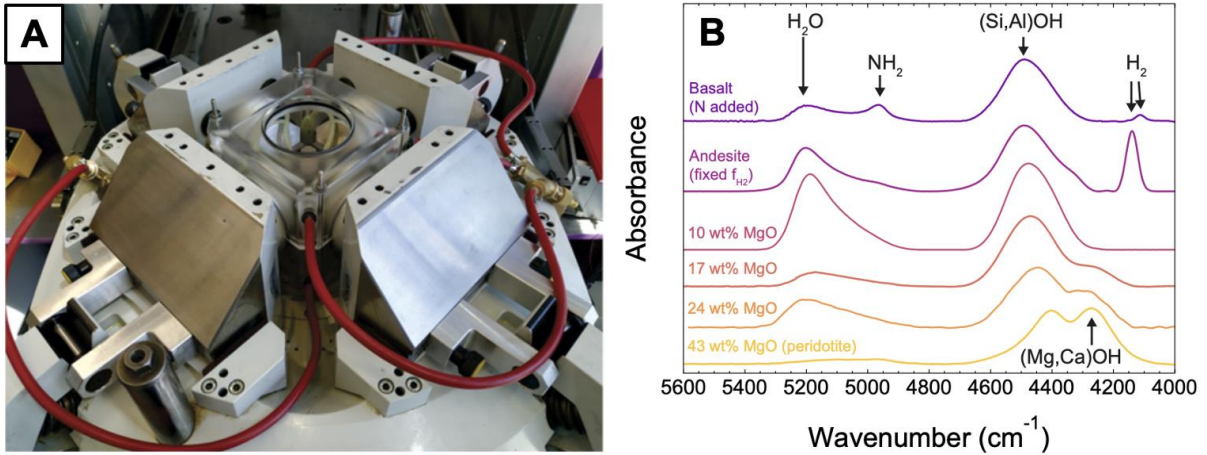 A
B
H₂O
(Si,Al)OH
NH₂
H₂
Basalt
(N added)
Andesite
(fixed f_H2)
10 wt% MgO
17 wt% MgO
24 wt% MgO
43 wt% MgO (peridotite)
(Mg,Ca)OH
Absorbance
5600 5400 5200 5000 4800 4600 4400 4200 4000
Wavenumber (cm⁻¹)